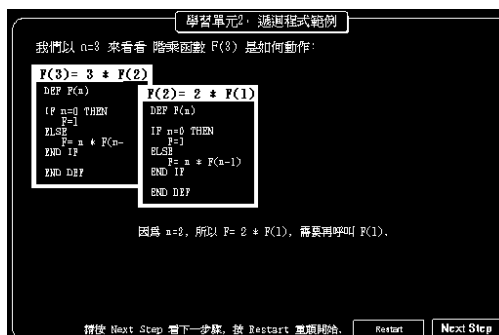 學習單元2: 遞迴程式範例
我們以 n=3 來看看 階乘函數 F(3) 是如何動作:
F(3)= 3 * F(2)
DEF F(n)
IF n=0 THEN
F=1
ELSE
F= n * F(n-
END IF
END DEF
F(2)= 2 * F(1)
DEF F(n)
IF n=0 THEN
F=1
ELSE
F= n * F(n-1)
END IF
END DEF
因為 n=2, 所以 F= 2 * F(1), 需要再呼叫 F(1).
請按 Next Step 看下一步驟, 按 Restart 重頭開始.
Restart
Next Step